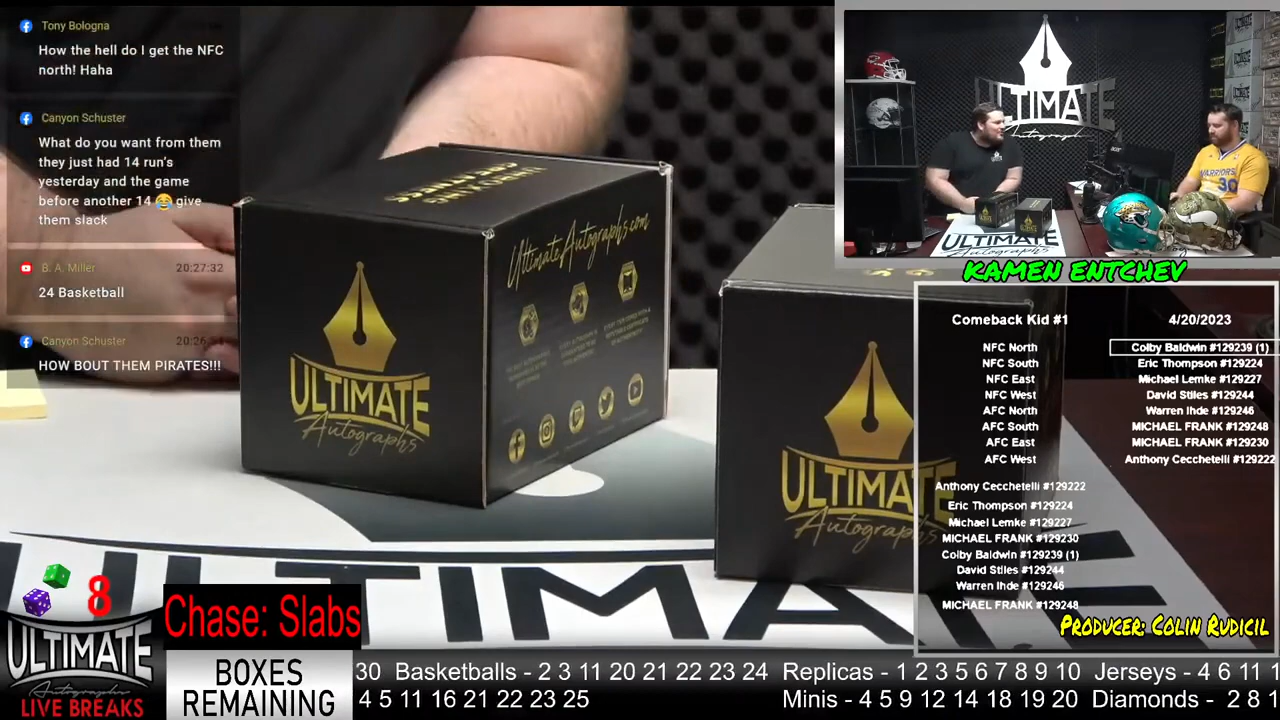 Tony Bologna
How the hell do I get the NFC
north! Haha
Canyon Schuster
What do you want from them
they just had 14 run's
yesterday and the game
before another 14 😂 give
them slack
B. A. Miller 20:27:32
24 Basketball
Canyon Schuster
HOW BOUT THEM PIRATES!!!
UltimateAutographs.com
ULTIMATE
Autographs
ULTIMATE
Autographs
ULTIMATE
WARRIORS
30
ULTIMATE
KAMEN ENTCHEV
Comeback Kid #1 4/20/2023
NFC North Colby Baldwin #129239 (1)
NFC South Eric Thompson #129224
NFC East Michael Lemke #129227
NFC West David Stiles #129244
AFC North Warren Ihde #129246
AFC South MICHAEL FRANK #129248
AFC East MICHAEL FRANK #129230
AFC West Anthony Cecchetelli #129222
Anthony Cecchetelli #129222
Eric Thompson #129224
Michael Lemke #129227
MICHAEL FRANK #129230
Colby Baldwin #129239 (1)
David Stiles #129244
Warren Ihde #129246
MICHAEL FRANK #129248
PRODUCER: COLIN RUDICIL
ULTIMATE
8
ULTIMATE
Autographs
LIVE BREAKS
Chase: Slabs
BOXES
REMAINING
30 Basketballs - 2 3 11 20 21 22 23 24 Replicas - 1 2 3 5 6 7 8 9 10 Jerseys - 4 6 11 1
4 5 11 16 21 22 23 25 Minis - 4 5 9 12 14 18 19 20 Diamonds - 2 8 1